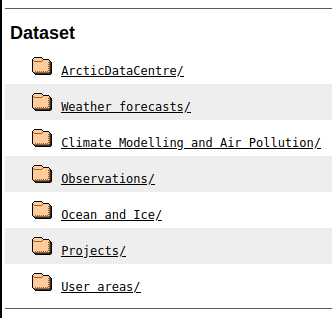 Dataset
ArcticDataCentre/
Weather forecasts/
Climate Modelling and Air Pollution/
Observations/
Ocean and Ice/
Projects/
User areas/